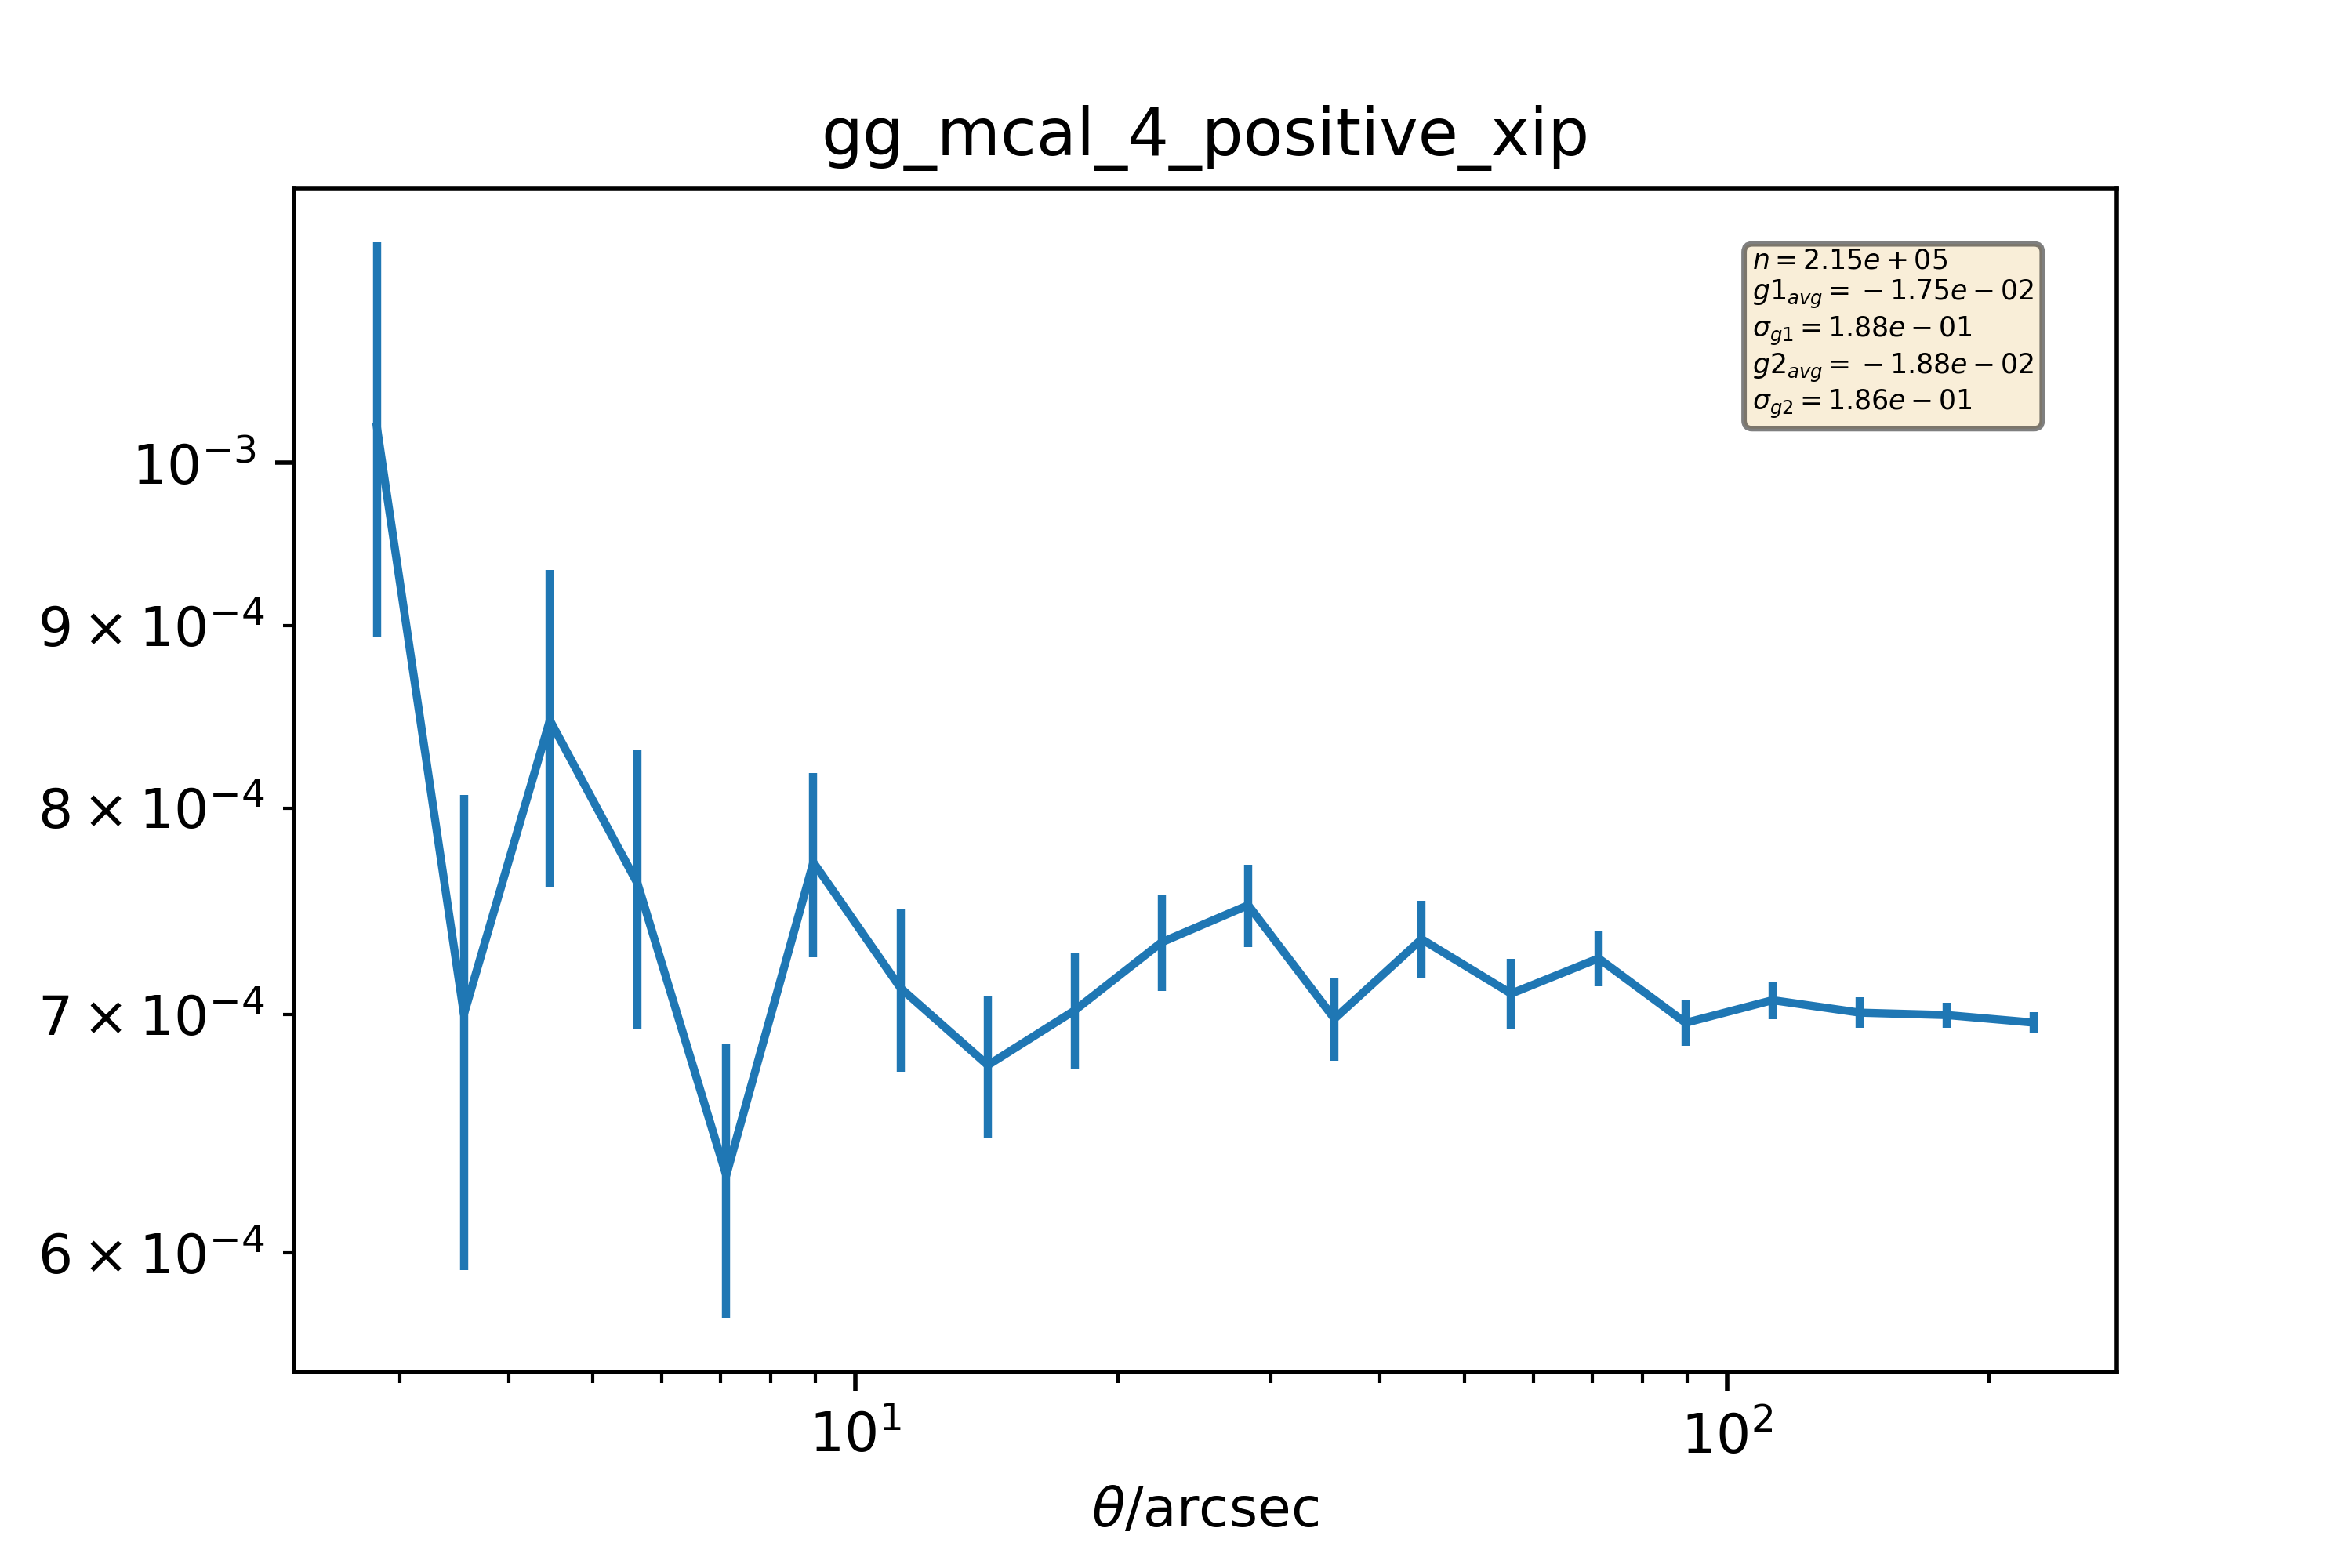 gg_mcal_4_positive_xip
n = 2.15e + 05
g1avg = − 1.75e − 02
σg1 = 1.88e − 01
g2avg = − 1.88e − 02
σg2 = 1.86e − 01
10⁻³
9 × 10⁻⁴
8 × 10⁻⁴
7 × 10⁻⁴
6 × 10⁻⁴
10¹ 10²
θ/arcsec